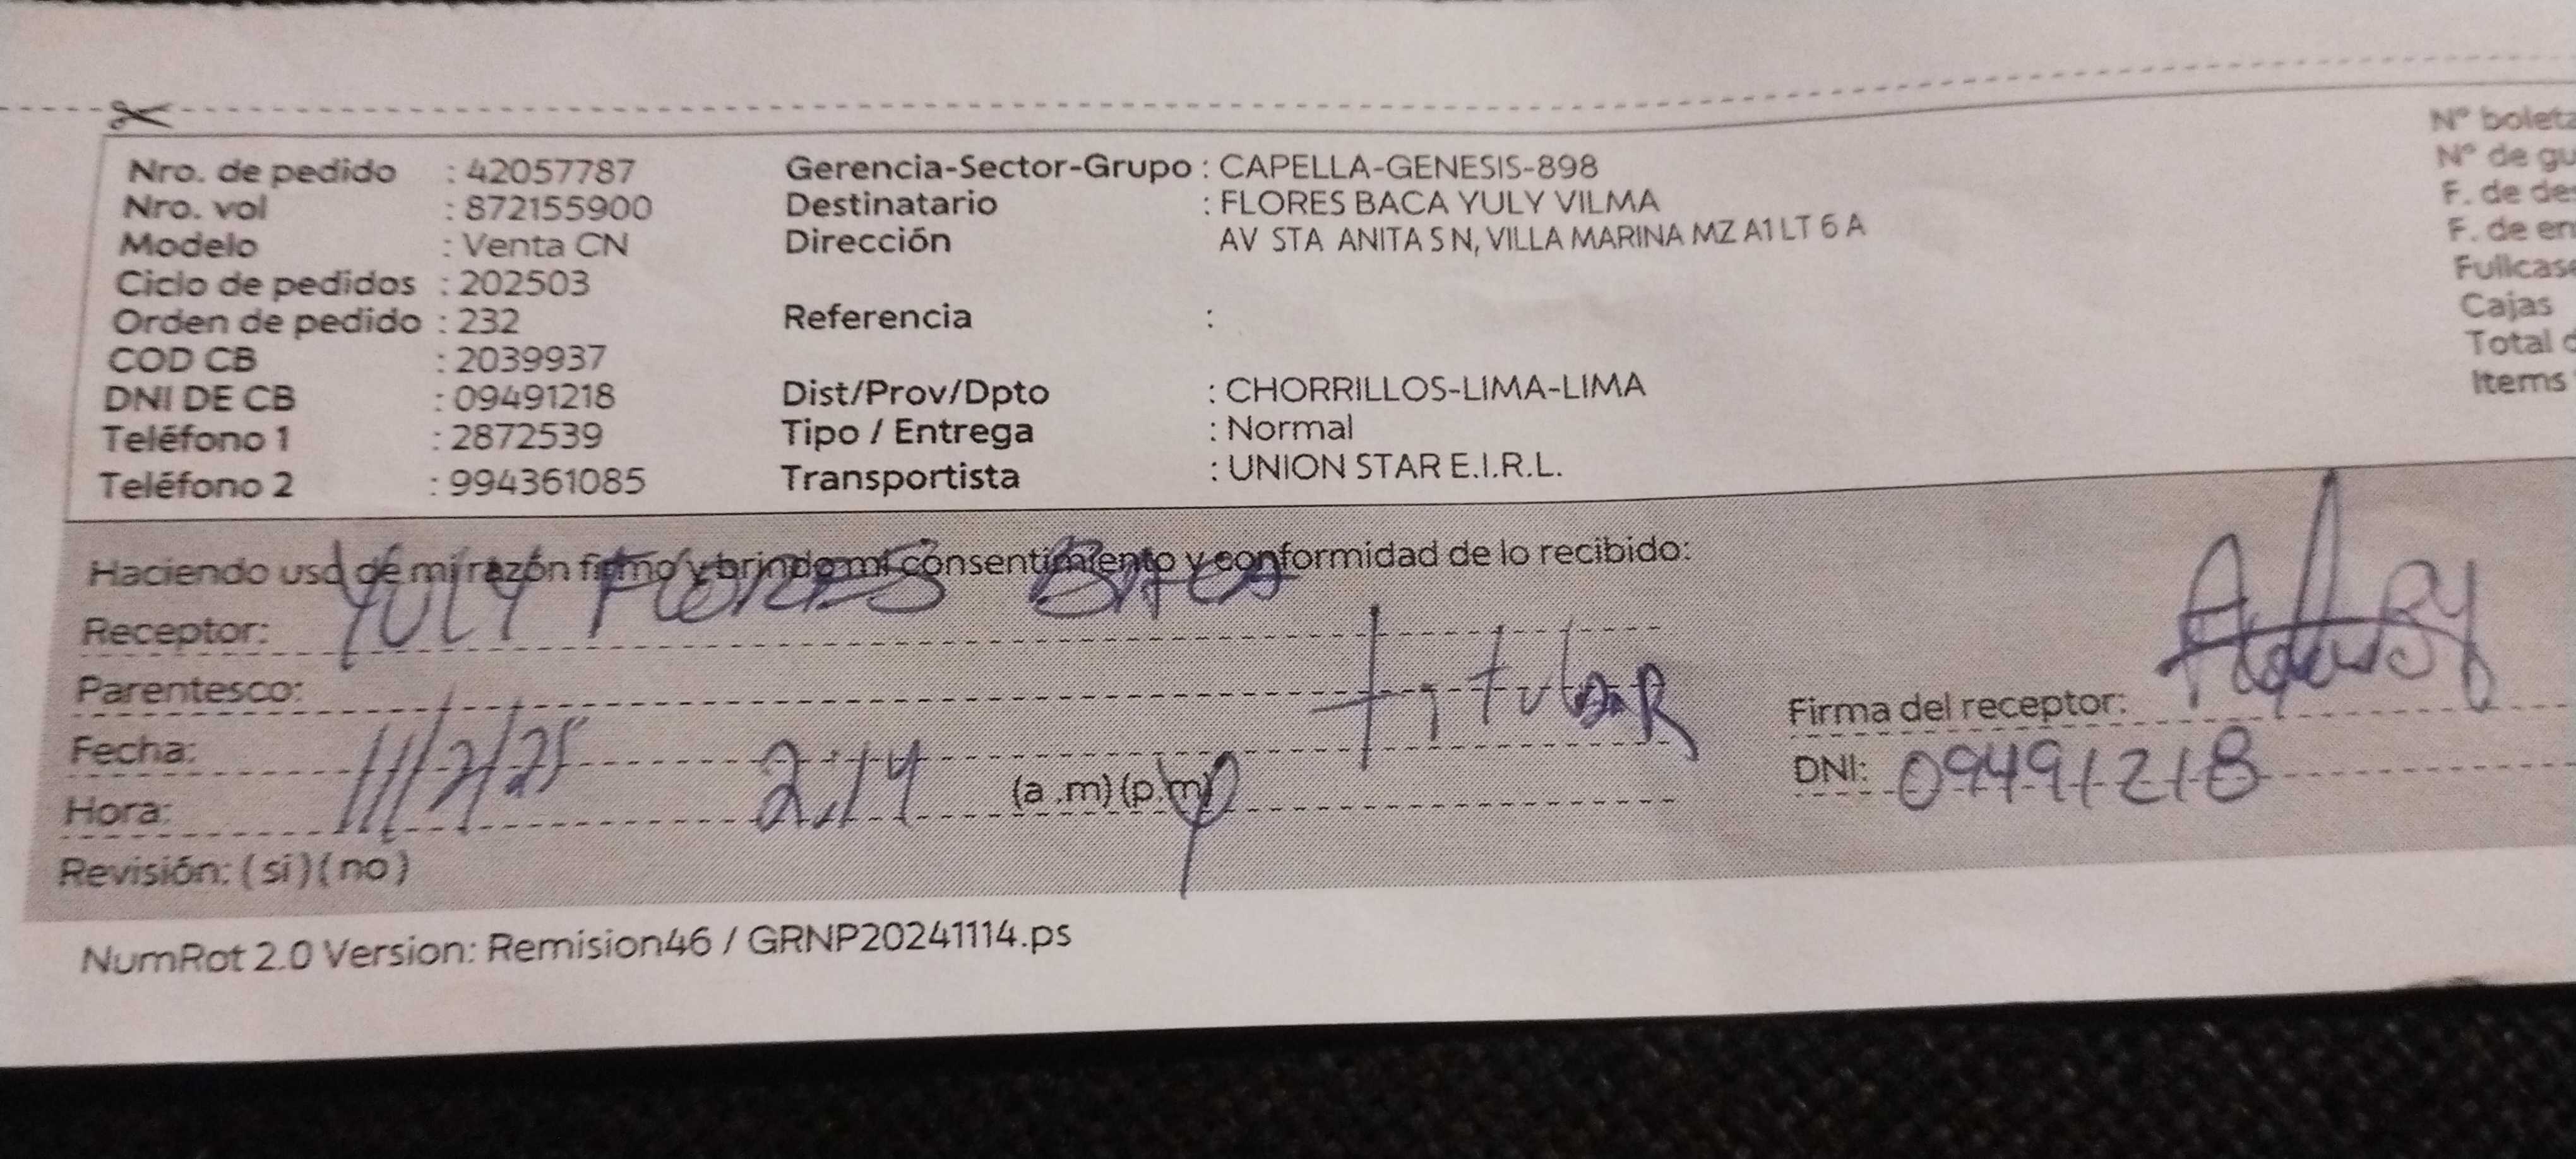 Nro. de pedido : 42057787 Gerencia-Sector-Grupo : CAPELLA-GENESIS-898 N° boleta
Nro. vol : 872155900 Destinatario : FLORES BACA YULY VILMA N° de gu
Modelo : Venta CN Dirección AV STA ANITA S N, VILLA MARINA MZ A1 LT 6 A F. de de
Ciclo de pedidos : 202503 F. de en
Orden de pedido : 232 Referencia : Fullcase
COD CB : 2039937 Cajas
DNI DE CB : 09491218 Dist/Prov/Dpto : CHORRILLOS-LIMA-LIMA Total
Teléfono 1 : 2872539 Tipo / Entrega : Normal Items
Teléfono 2 : 994361085 Transportista : UNION STAR E.I.R.L.
Haciendo uso de mi razón firmo y brindo mi consentimiento y conformidad de lo recibido:
Receptor: YULY FLORES BACA
Parentesco: titulaR Firma del receptor:
Fecha: 11/2/25 DNI: 09491218
Hora: 2:14 (a .m) (p.m)
Revisión: ( si ) ( no )
NumRot 2.0 Version: Remision46 / GRNP20241114.ps